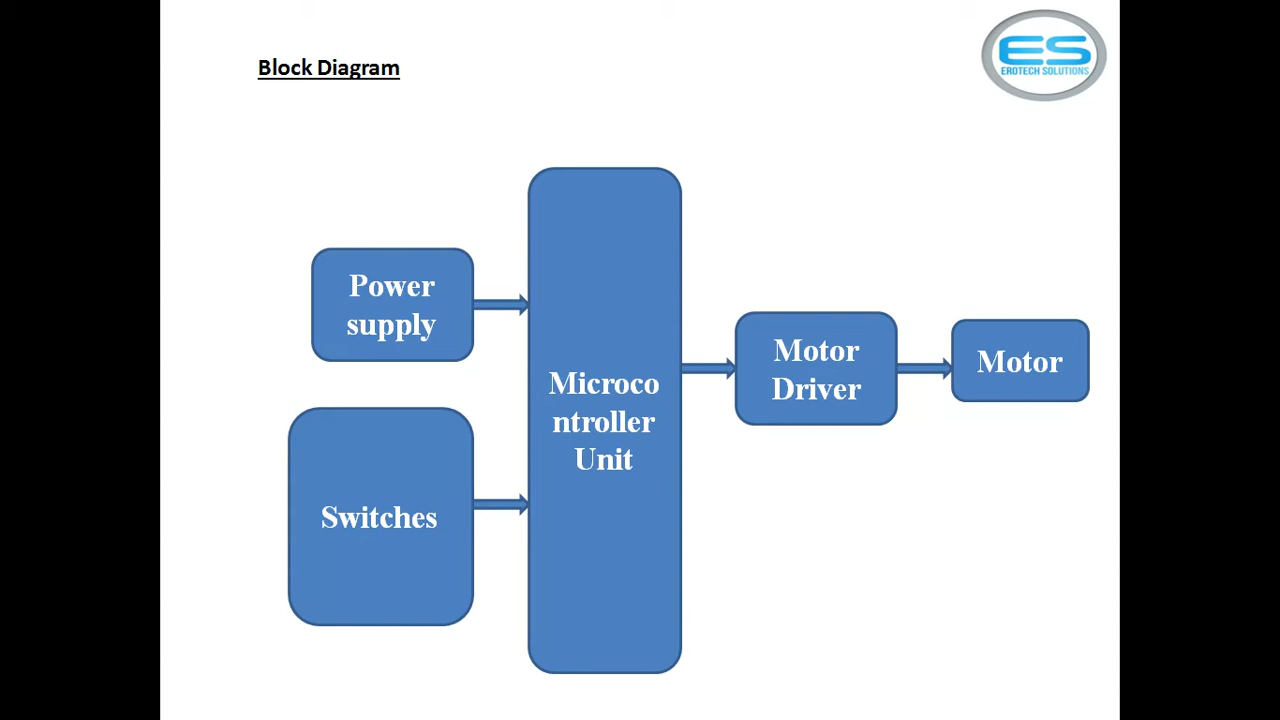 Block Diagram
ES
EROTECH SOLUTIONS
Power
supply
Switches
Microco
ntroller
Unit
Motor
Driver
Motor